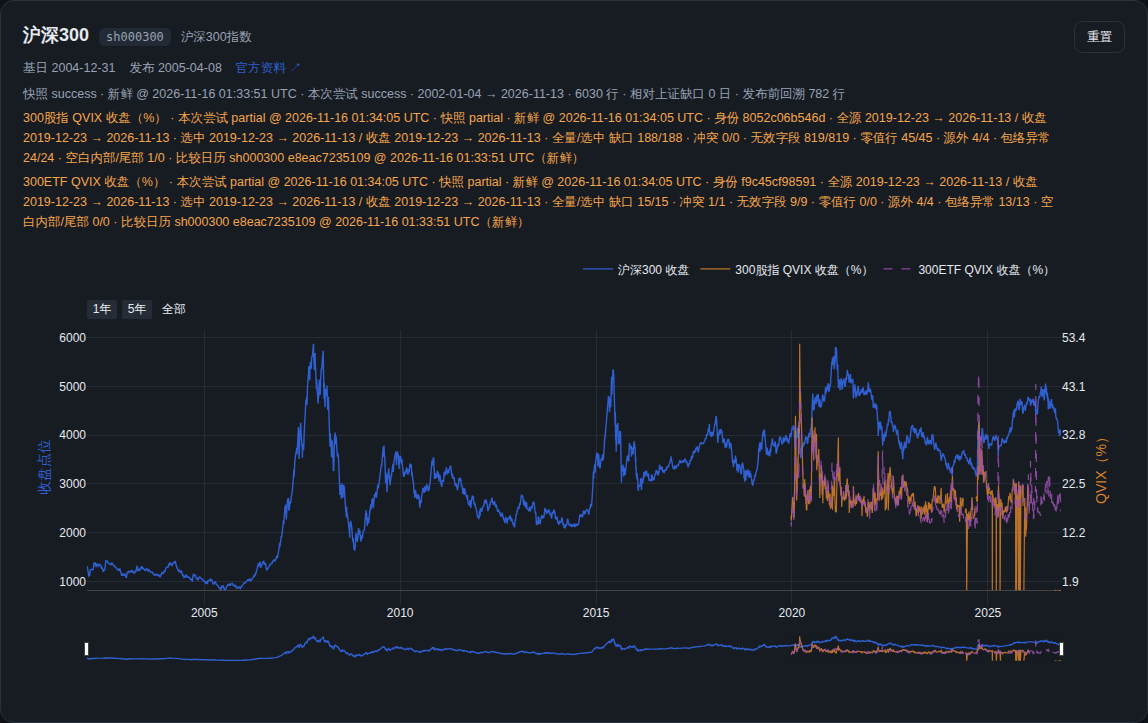 沪深300 sh000300 沪深300指数 重置
基日 2004-12-31 发布 2005-04-08 官方资料 ↗
快照 success · 新鲜 @ 2026-11-16 01:33:51 UTC · 本次尝试 success · 2002-01-04 → 2026-11-13 · 6030 行 · 相对上证缺口 0 日 · 发布前回溯 782 行
300股指 QVIX 收盘（%） · 本次尝试 partial @ 2026-11-16 01:34:05 UTC · 快照 partial · 新鲜 @ 2026-11-16 01:34:05 UTC · 身份 8052c06b546d · 全源 2019-12-23 → 2026-11-13 / 收盘
2019-12-23 → 2026-11-13 · 选中 2019-12-23 → 2026-11-13 / 收盘 2019-12-23 → 2026-11-13 · 全量/选中 缺口 188/188 · 冲突 0/0 · 无效字段 819/819 · 零值行 45/45 · 源外 4/4 · 包络异常
24/24 · 空白内部/尾部 1/0 · 比较日历 sh000300 e8eac7235109 @ 2026-11-16 01:33:51 UTC（新鲜）
300ETF QVIX 收盘（%） · 本次尝试 partial @ 2026-11-16 01:34:05 UTC · 快照 partial · 新鲜 @ 2026-11-16 01:34:05 UTC · 身份 f9c45cf98591 · 全源 2019-12-23 → 2026-11-13 / 收盘
2019-12-23 → 2026-11-13 · 选中 2019-12-23 → 2026-11-13 / 收盘 2019-12-23 → 2026-11-13 · 全量/选中 缺口 15/15 · 冲突 1/1 · 无效字段 9/9 · 零值行 0/0 · 源外 4/4 · 包络异常 13/13 · 空
白内部/尾部 0/0 · 比较日历 sh000300 e8eac7235109 @ 2026-11-16 01:33:51 UTC（新鲜）
沪深300 收盘 300股指 QVIX 收盘（%） 300ETF QVIX 收盘（%）
1年 5年 全部
6000 53.4
5000 43.1
4000 32.8
3000 22.5
2000 12.2
1000 1.9
收盘点位
QVIX（%）
2005 2010 2015 2020 2025